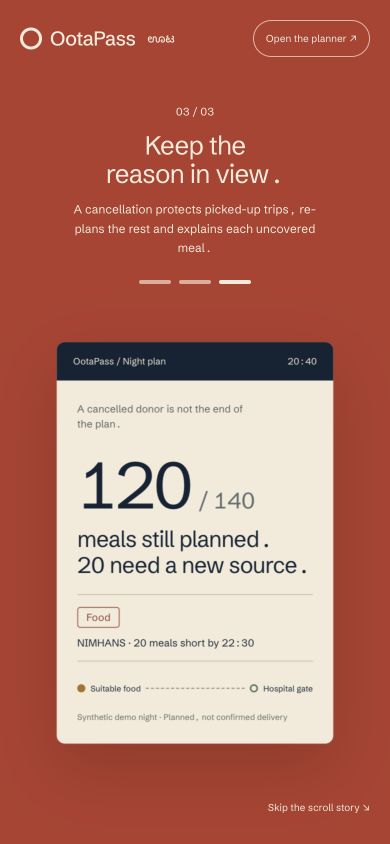 OotaPass ಊಟ
Open the planner ↗
03 / 03
Keep the
reason in view.
A cancellation protects picked-up trips, re-
plans the rest and explains each uncovered
meal.
OotaPass / Night plan 20:40
A cancelled donor is not the end of
the plan.
120 / 140
meals still planned.
20 need a new source.
Food
NIMHANS · 20 meals short by 22:30
Suitable food Hospital gate
Synthetic demo night · Planned, not confirmed delivery
Skip the scroll story ↘